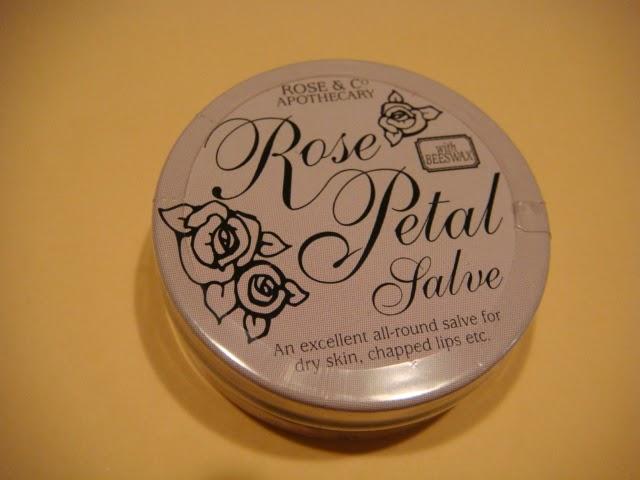 ROSE & Co
APOTHECARY
Rose
with
BEESWAX
Petal
Salve
An excellent all-round salve for
dry skin, chapped lips etc.